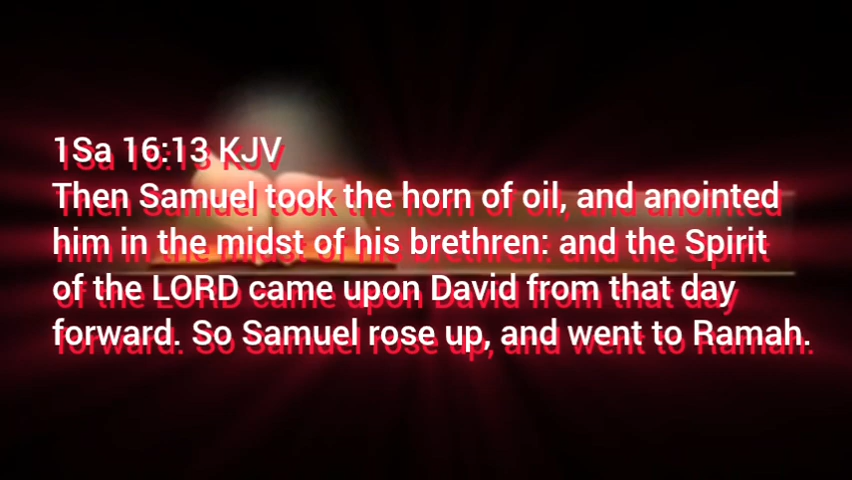 1Sa 16:13 KJV
Then Samuel took the horn of oil, and anointed
him in the midst of his brethren: and the Spirit
of the LORD came upon David from that day
forward. So Samuel rose up, and went to Ramah.